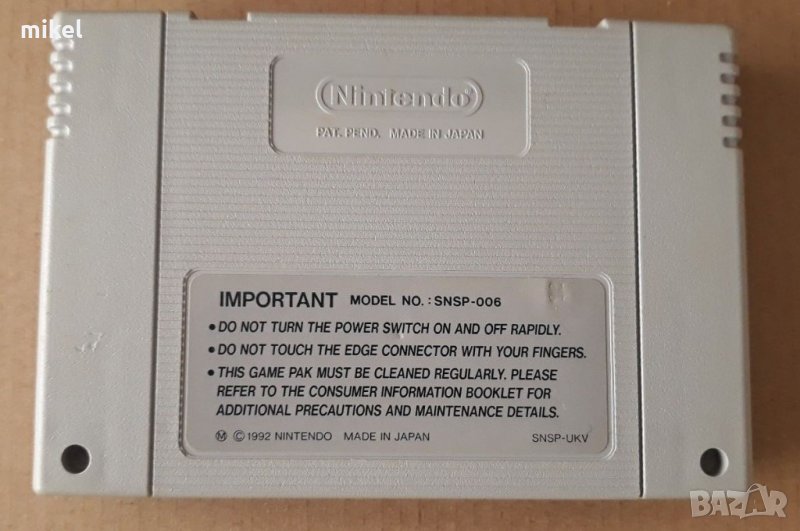 mikel
Nintendo®
PAT. PEND. MADE IN JAPAN
IMPORTANT MODEL NO. : SNSP-006
• DO NOT TURN THE POWER SWITCH ON AND OFF RAPIDLY.
• DO NOT TOUCH THE EDGE CONNECTOR WITH YOUR FINGERS.
• THIS GAME PAK MUST BE CLEANED REGULARLY. PLEASE
REFER TO THE CONSUMER INFORMATION BOOKLET FOR
ADDITIONAL PRECAUTIONS AND MAINTENANCE DETAILS.
Ⓜ © 1992 NINTENDO MADE IN JAPAN SNSP-UKV
BAZAR